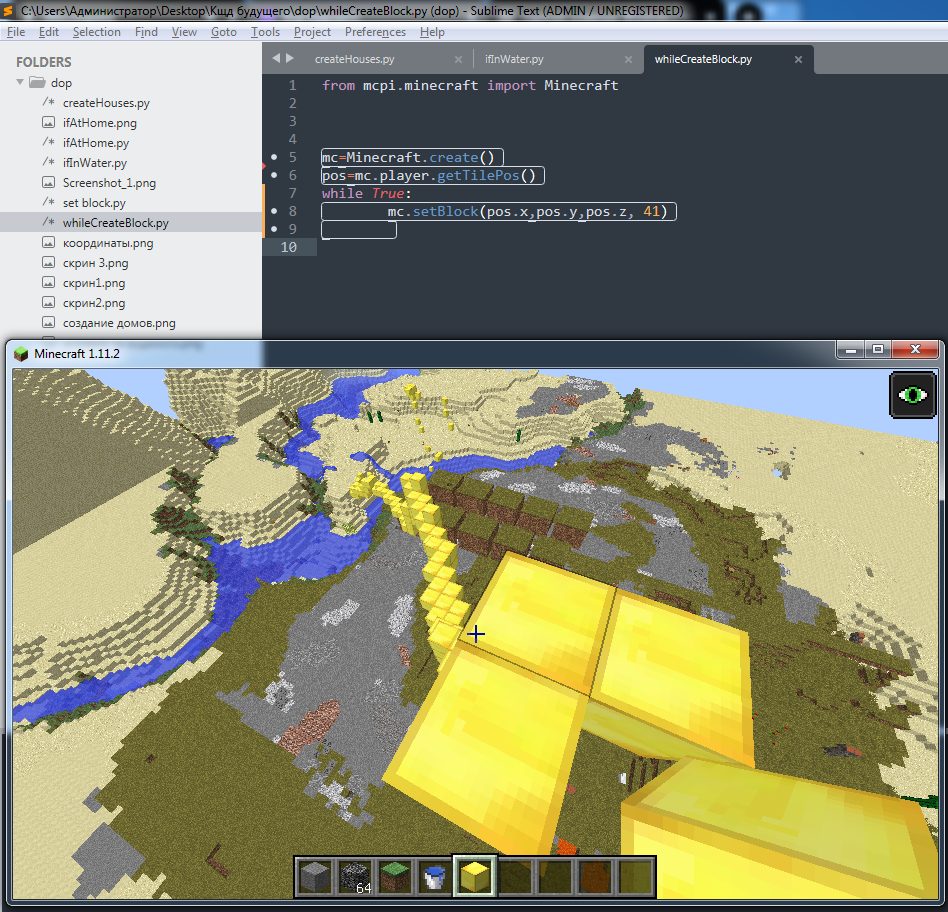 C:\Users\Администратор\Desktop\Кщд будущего\dop\whileCreateBlock.py (dop) - Sublime Text (ADMIN / UNREGISTERED)
File Edit Selection Find View Goto Tools Project Preferences Help
FOLDERS
dop
/* createHouses.py
ifAtHome.png
/* ifAtHome.py
/* ifInWater.py
Screenshot_1.png
/* set block.py
/* whileCreateBlock.py
координаты.png
скрин 3.png
скрин1.png
скрин2.png
создание домов.png
createHouses.py × ifInWater.py × whileCreateBlock.py ×
1 from mcpi.minecraft import Minecraft
2
3
4
5 mc=Minecraft.create()
6 pos=mc.player.getTilePos()
7 while True:
8 mc.setBlock(pos.x,pos.y,pos.z, 41)
9
10
Minecraft 1.11.2
64